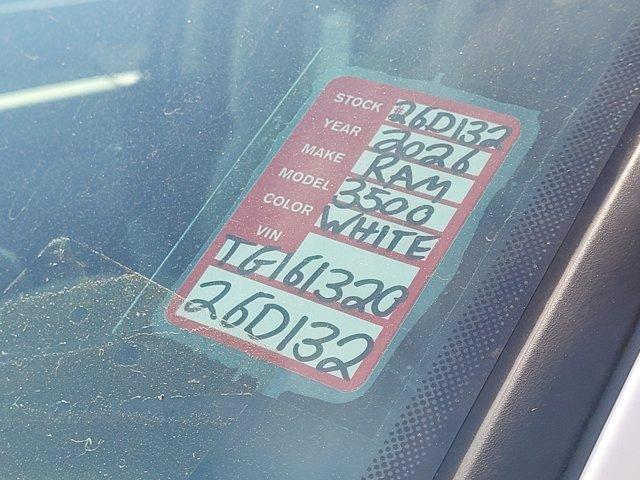 STOCK # 26D132
YEAR 2026
MAKE RAM
MODEL 3500
COLOR WHITE
VIN
TG161320
26D132